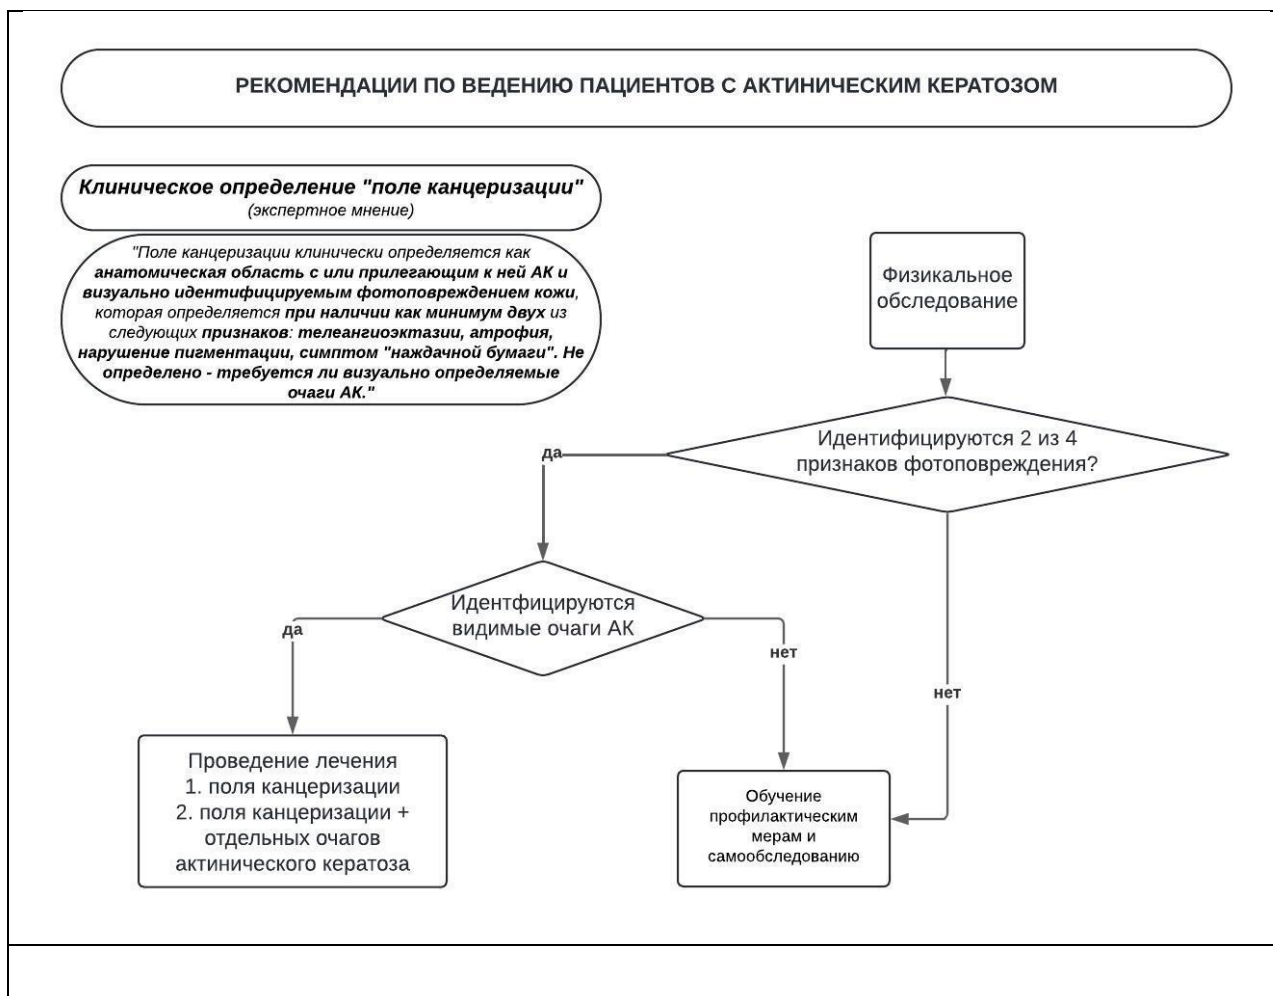 РЕКОМЕНДАЦИИ ПО ВЕДЕНИЮ ПАЦИЕНТОВ С АКТИНИЧЕСКИМ КЕРАТОЗОМ
Клиническое определение "поле канцеризации"
(экспертное мнение)
"Поле канцеризации клинически определяется как
анатомическая область с или прилегающим к ней АК и
визуально идентифицируемым фотоповреждением кожи,
которая определяется при наличии как минимум двух из
следующих признаков: телеангиоэктазии, атрофия,
нарушение пигментации, симптом "наждачной бумаги". Не
определено - требуется ли визуально определяемые
очаги АК."
Физикальное
обследование
Идентифицируются 2 из 4
признаков фотоповреждения?
да
Идентфицируются
видимые очаги АК
да
нет
нет
Проведение лечения
1. поля канцеризации
2. поля канцеризации +
отдельных очагов
актинического кератоза
Обучение
профилактическим
мерам и
самообследованию